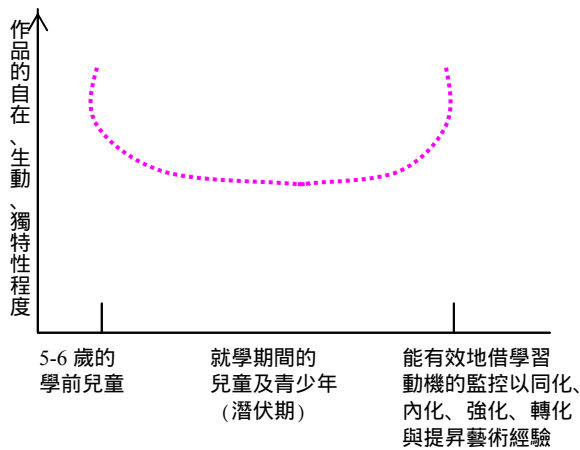 作品的自在、生動、獨特性程度
5-6 歲的
學前兒童
就學期間的
兒童及青少年
(潛伏期)
能有效地借學習
動機的監控以同化、
內化、強化、轉化
與提昇藝術經驗